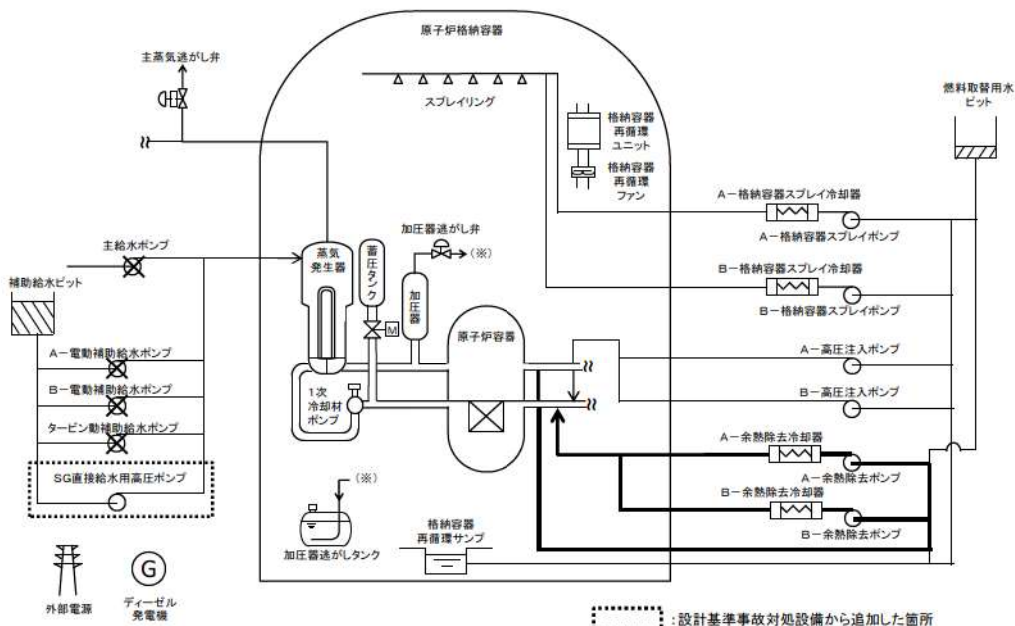 原子炉格納容器
主蒸気逃がし弁
スプレイリング
燃料取替用水
ピット
格納容器
再循環
ユニット
格納容器
再循環
ファン
A-格納容器スプレイ冷却器
A-格納容器スプレイポンプ
主給水ポンプ
加圧器逃がし弁
(※)
蒸気
発生器
蓄圧タンク
加圧器
M
補助給水ピット
B-格納容器スプレイ冷却器
B-格納容器スプレイポンプ
原子炉容器
A-電動補助給水ポンプ
A-高圧注入ポンプ
B-電動補助給水ポンプ
1次
冷却材
ポンプ
B-高圧注入ポンプ
タービン動補助給水ポンプ
A-余熱除去冷却器
A-余熱除去ポンプ
SG直接給水用高圧ポンプ
B-余熱除去冷却器
B-余熱除去ポンプ
(※)
加圧器逃がしタンク
格納容器
再循環サンプ
G
外部電源
ディーゼル
発電機
:設計基準事故対処設備から追加した箇所